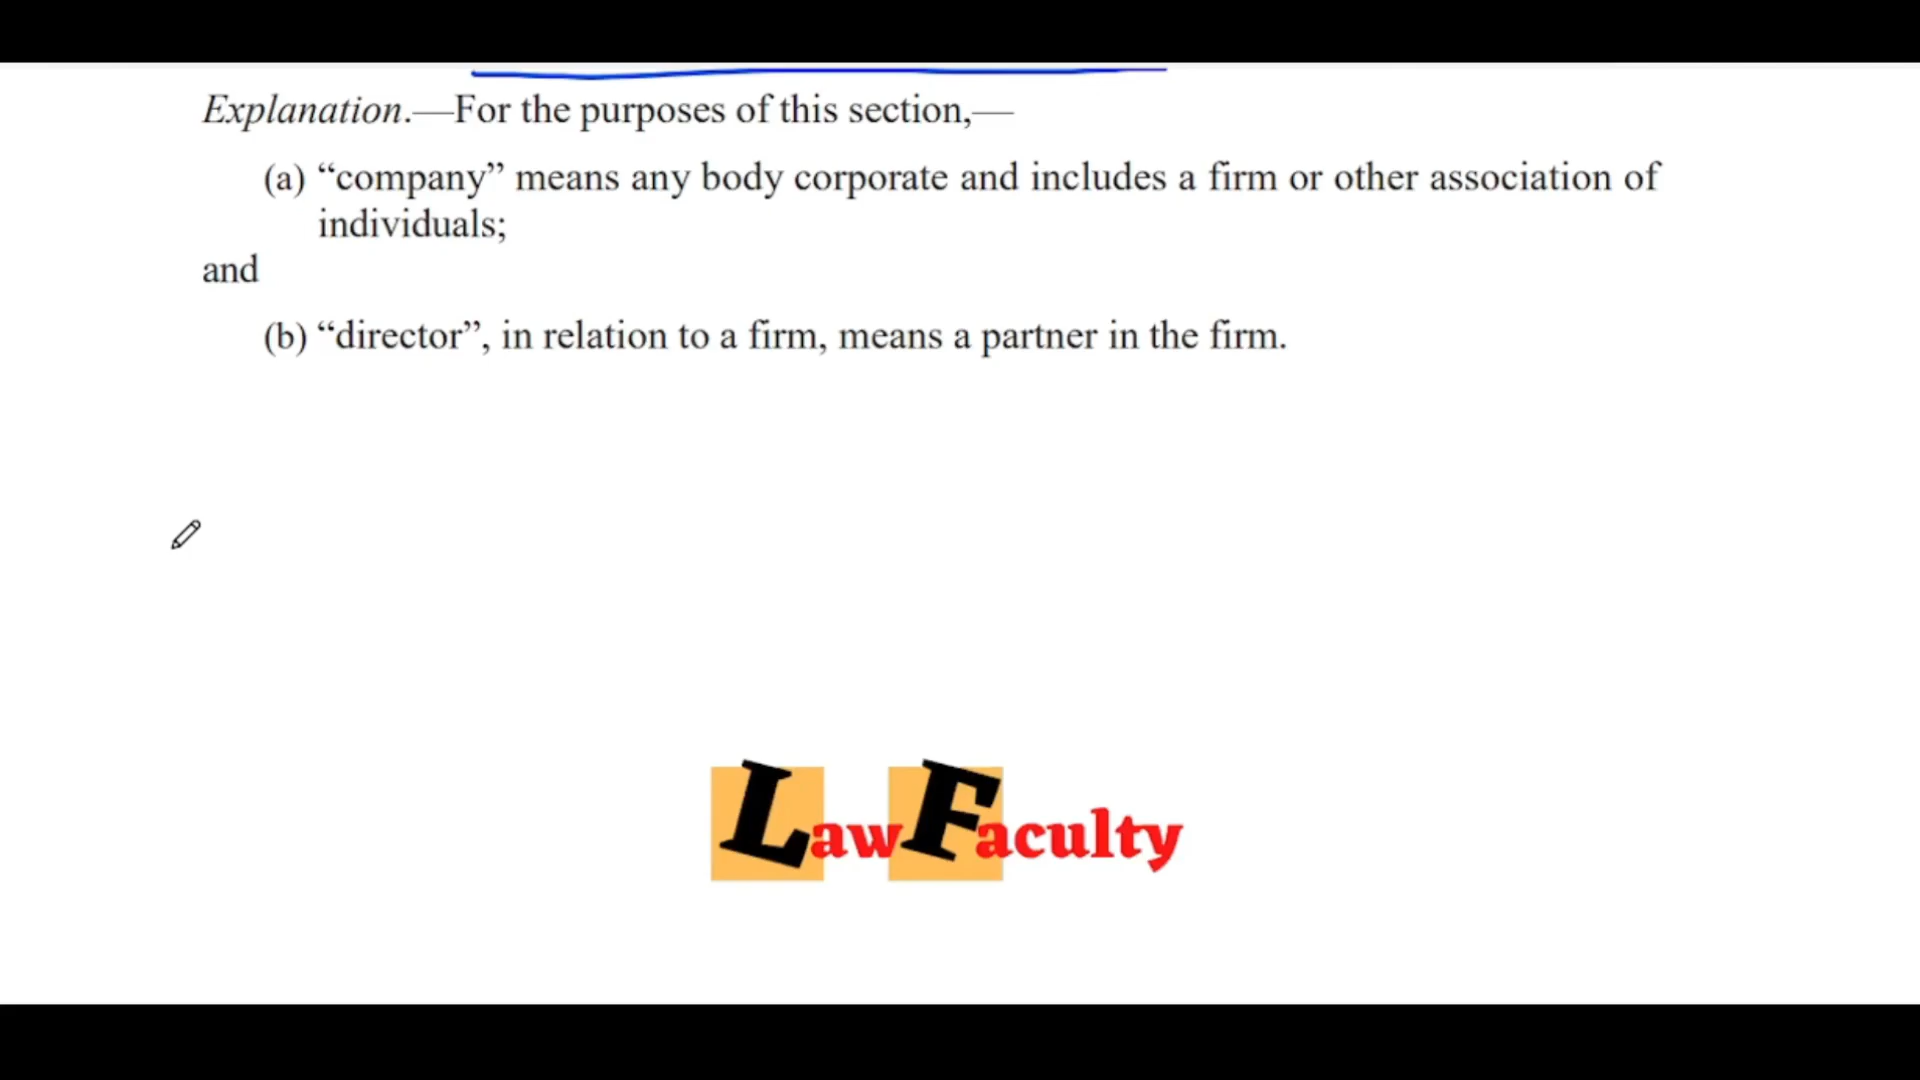 Explanation.—For the purposes of this section,—
(a) “company” means any body corporate and includes a firm or other association of
individuals;
and
(b) “director”, in relation to a firm, means a partner in the firm.
LawFaculty